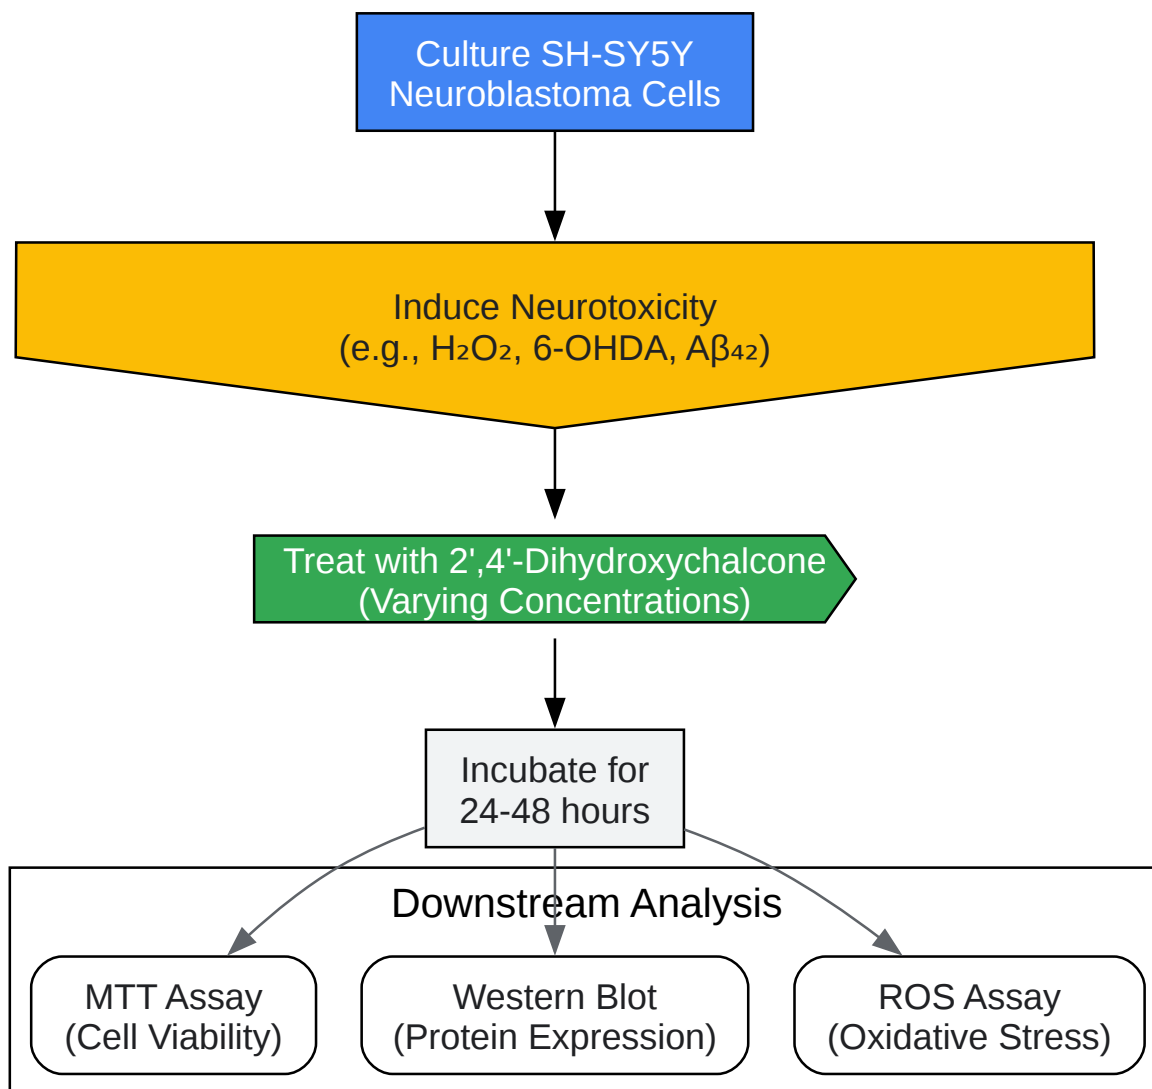 Culture SH-SY5Y
Neuroblastoma Cells
Induce Neurotoxicity
(e.g., H₂O₂, 6-OHDA, Aβ₄₂)
Treat with 2',4'-Dihydroxychalcone
(Varying Concentrations)
Incubate for
24-48 hours
Downstream Analysis
MTT Assay
(Cell Viability)
Western Blot
(Protein Expression)
ROS Assay
(Oxidative Stress)